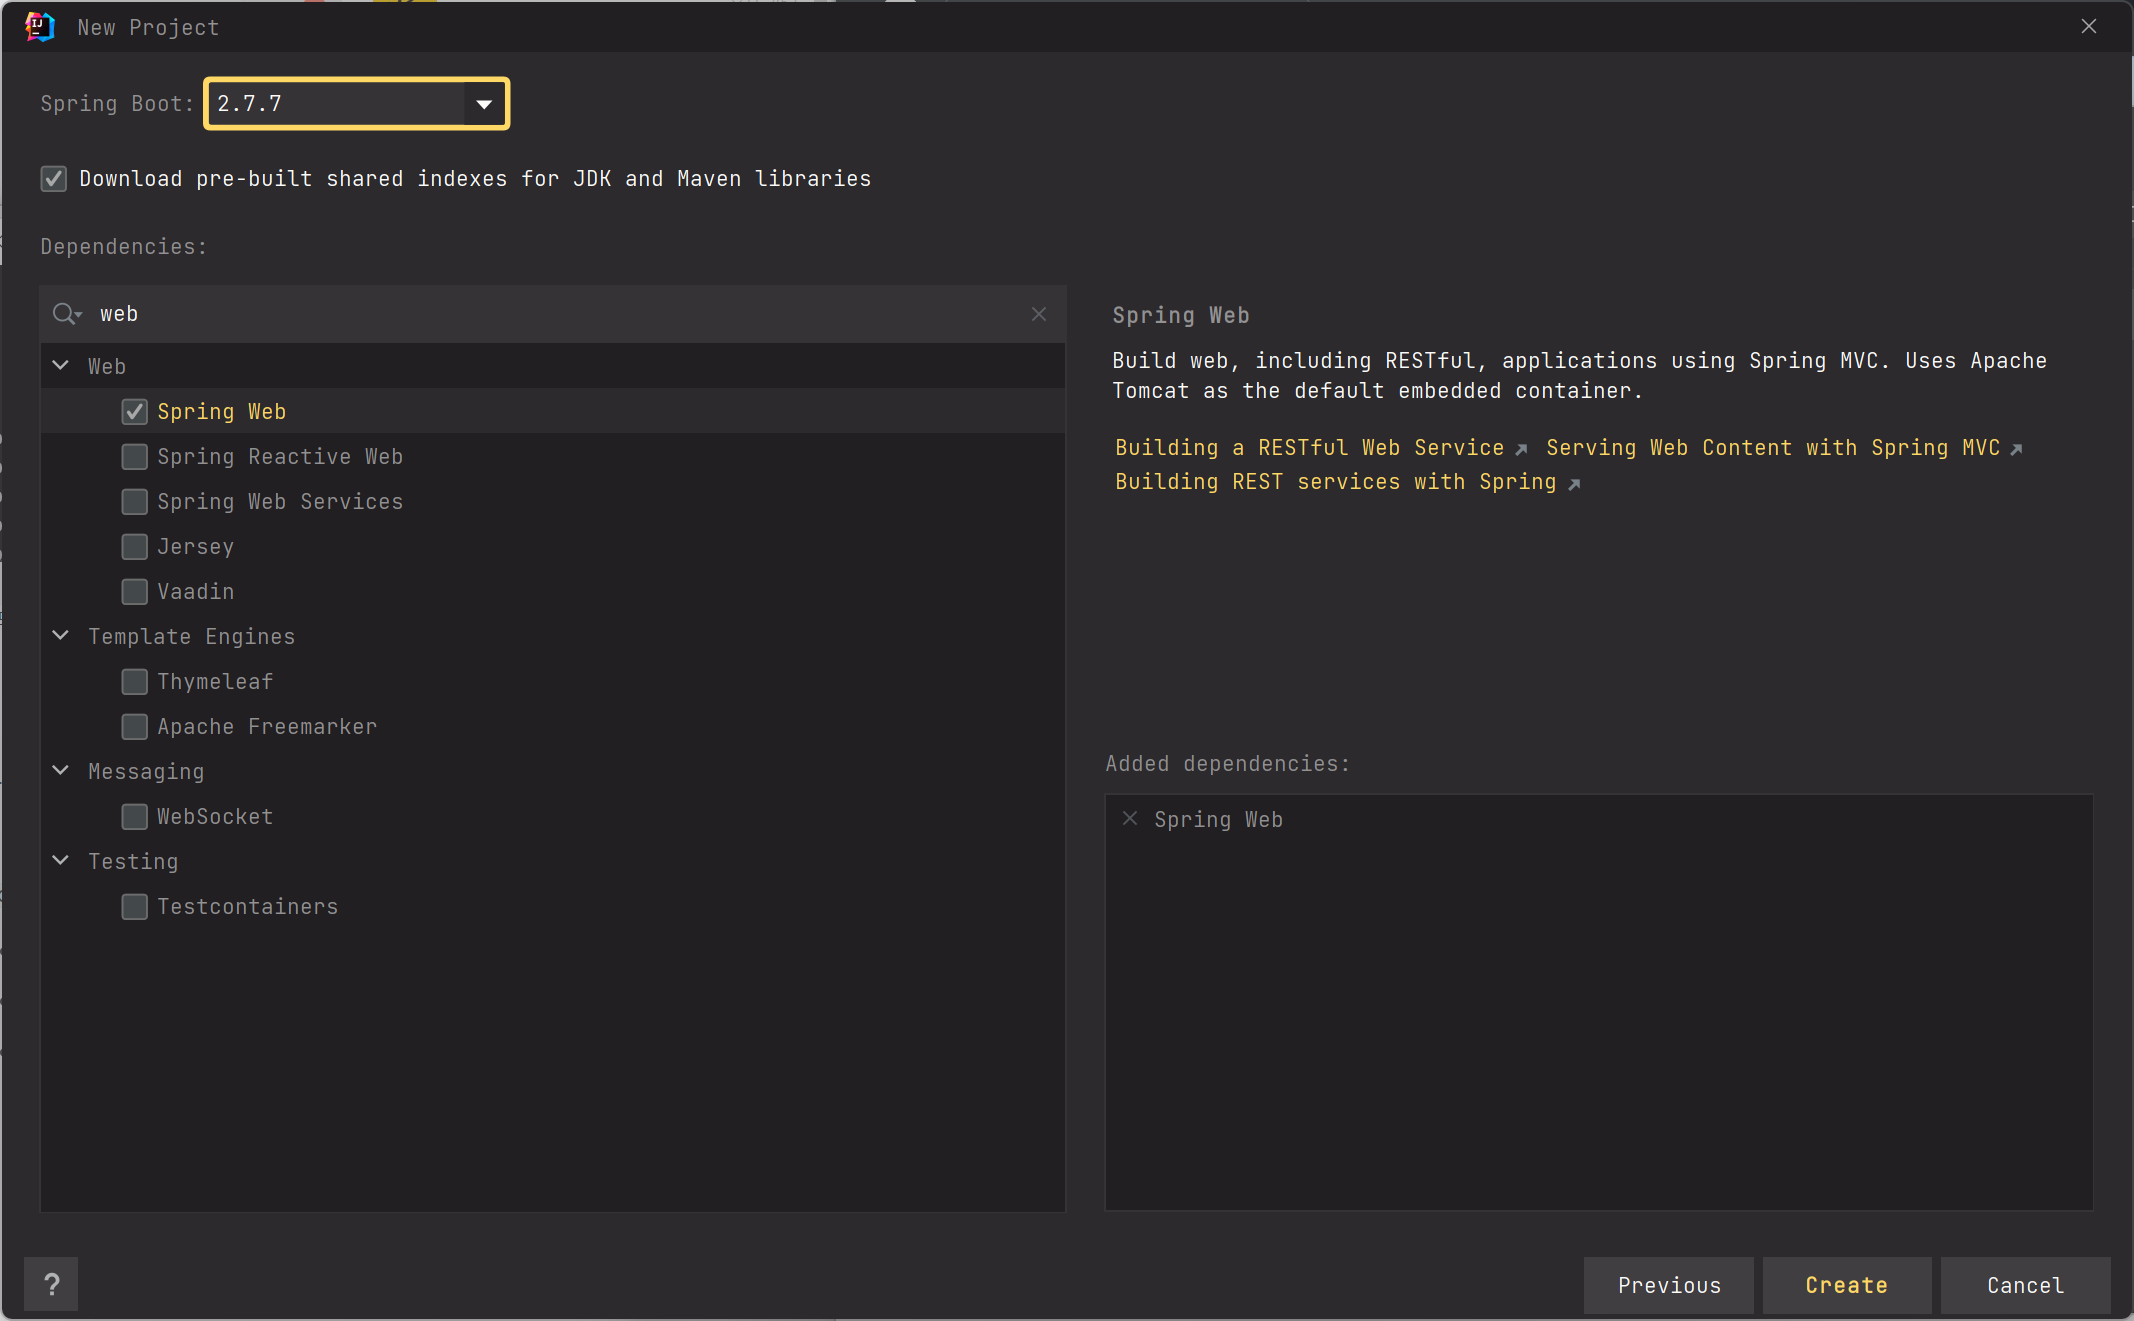 New Project
Spring Boot: 2.7.7
Download pre-built shared indexes for JDK and Maven libraries
Dependencies:
web
Web
Spring Web
Spring Reactive Web
Spring Web Services
Jersey
Vaadin
Template Engines
Thymeleaf
Apache Freemarker
Messaging
WebSocket
Testing
Testcontainers
Spring Web
Build web, including RESTful, applications using Spring MVC. Uses Apache
Tomcat as the default embedded container.
Building a RESTful Web Service Serving Web Content with Spring MVC
Building REST services with Spring
Added dependencies:
Spring Web
?
Previous Create Cancel